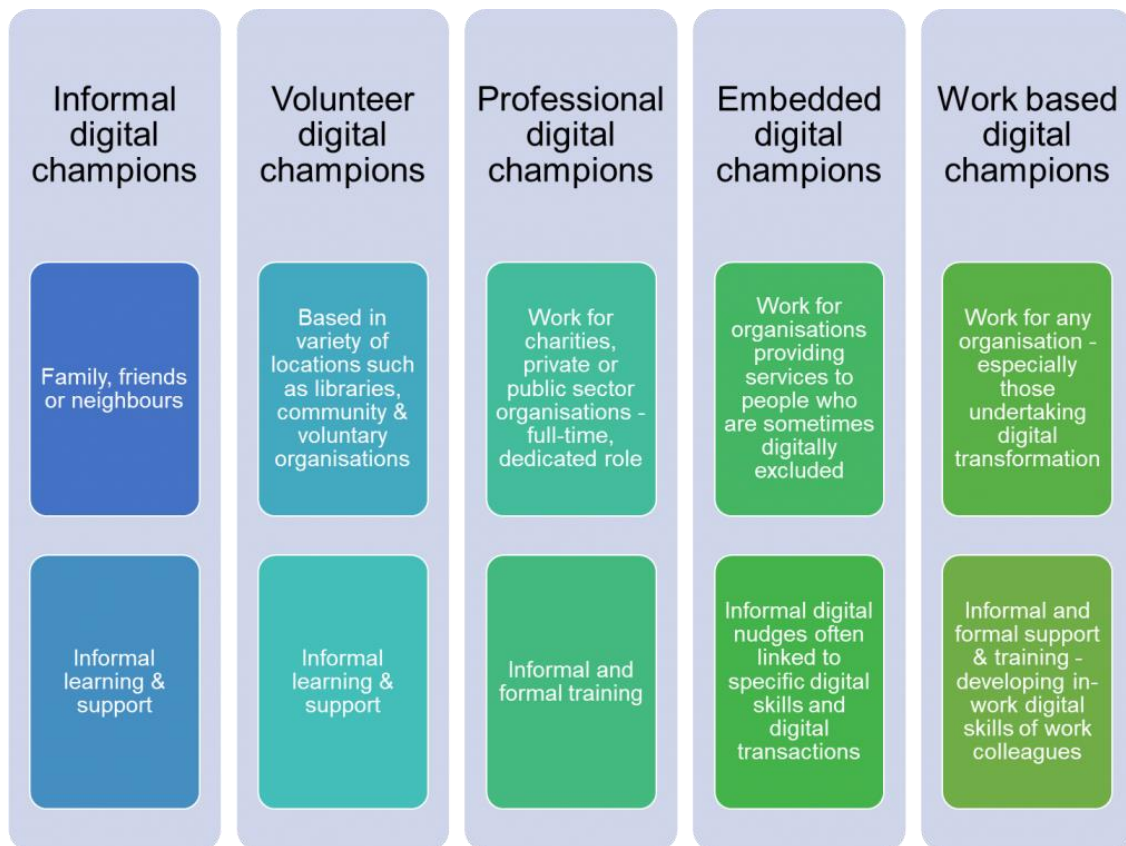 Informal
digital
champions
Family, friends
or neighbours
Informal
learning &
support
Volunteer
digital
champions
Based in
variety of
locations such
as libraries,
community &
voluntary
organisations
Informal
learning &
support
Professional
digital
champions
Work for
charities,
private or
public sector
organisations -
full-time,
dedicated role
Informal and
formal training
Embedded
digital
champions
Work for
organisations
providing
services to
people who
are sometimes
digitally
excluded
Informal digital
nudges often
linked to
specific digital
skills and
digital
transactions
Work based
digital
champions
Work for any
organisation -
especially
those
undertaking
digital
transformation
Informal and
formal support
& training -
developing in-
work digital
skills of work
colleagues